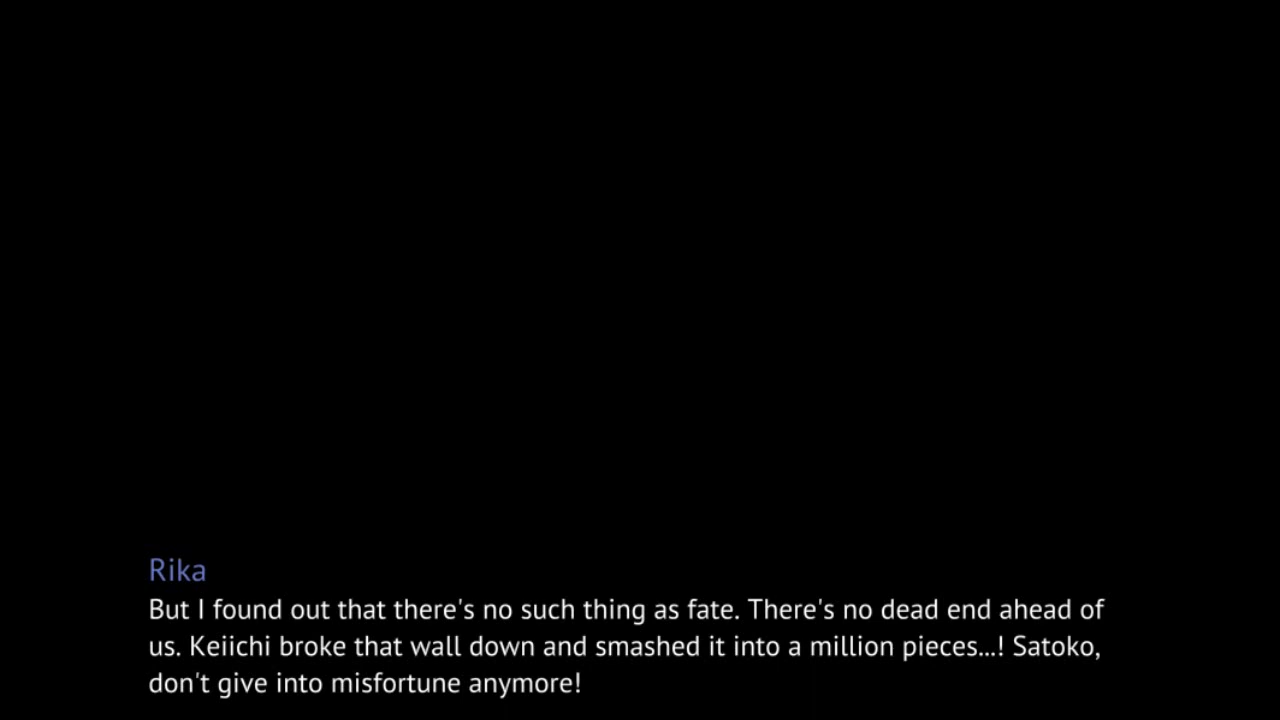 Rika
But I found out that there's no such thing as fate. There's no dead end ahead of
us. Keiichi broke that wall down and smashed it into a million pieces...! Satoko,
don't give into misfortune anymore!